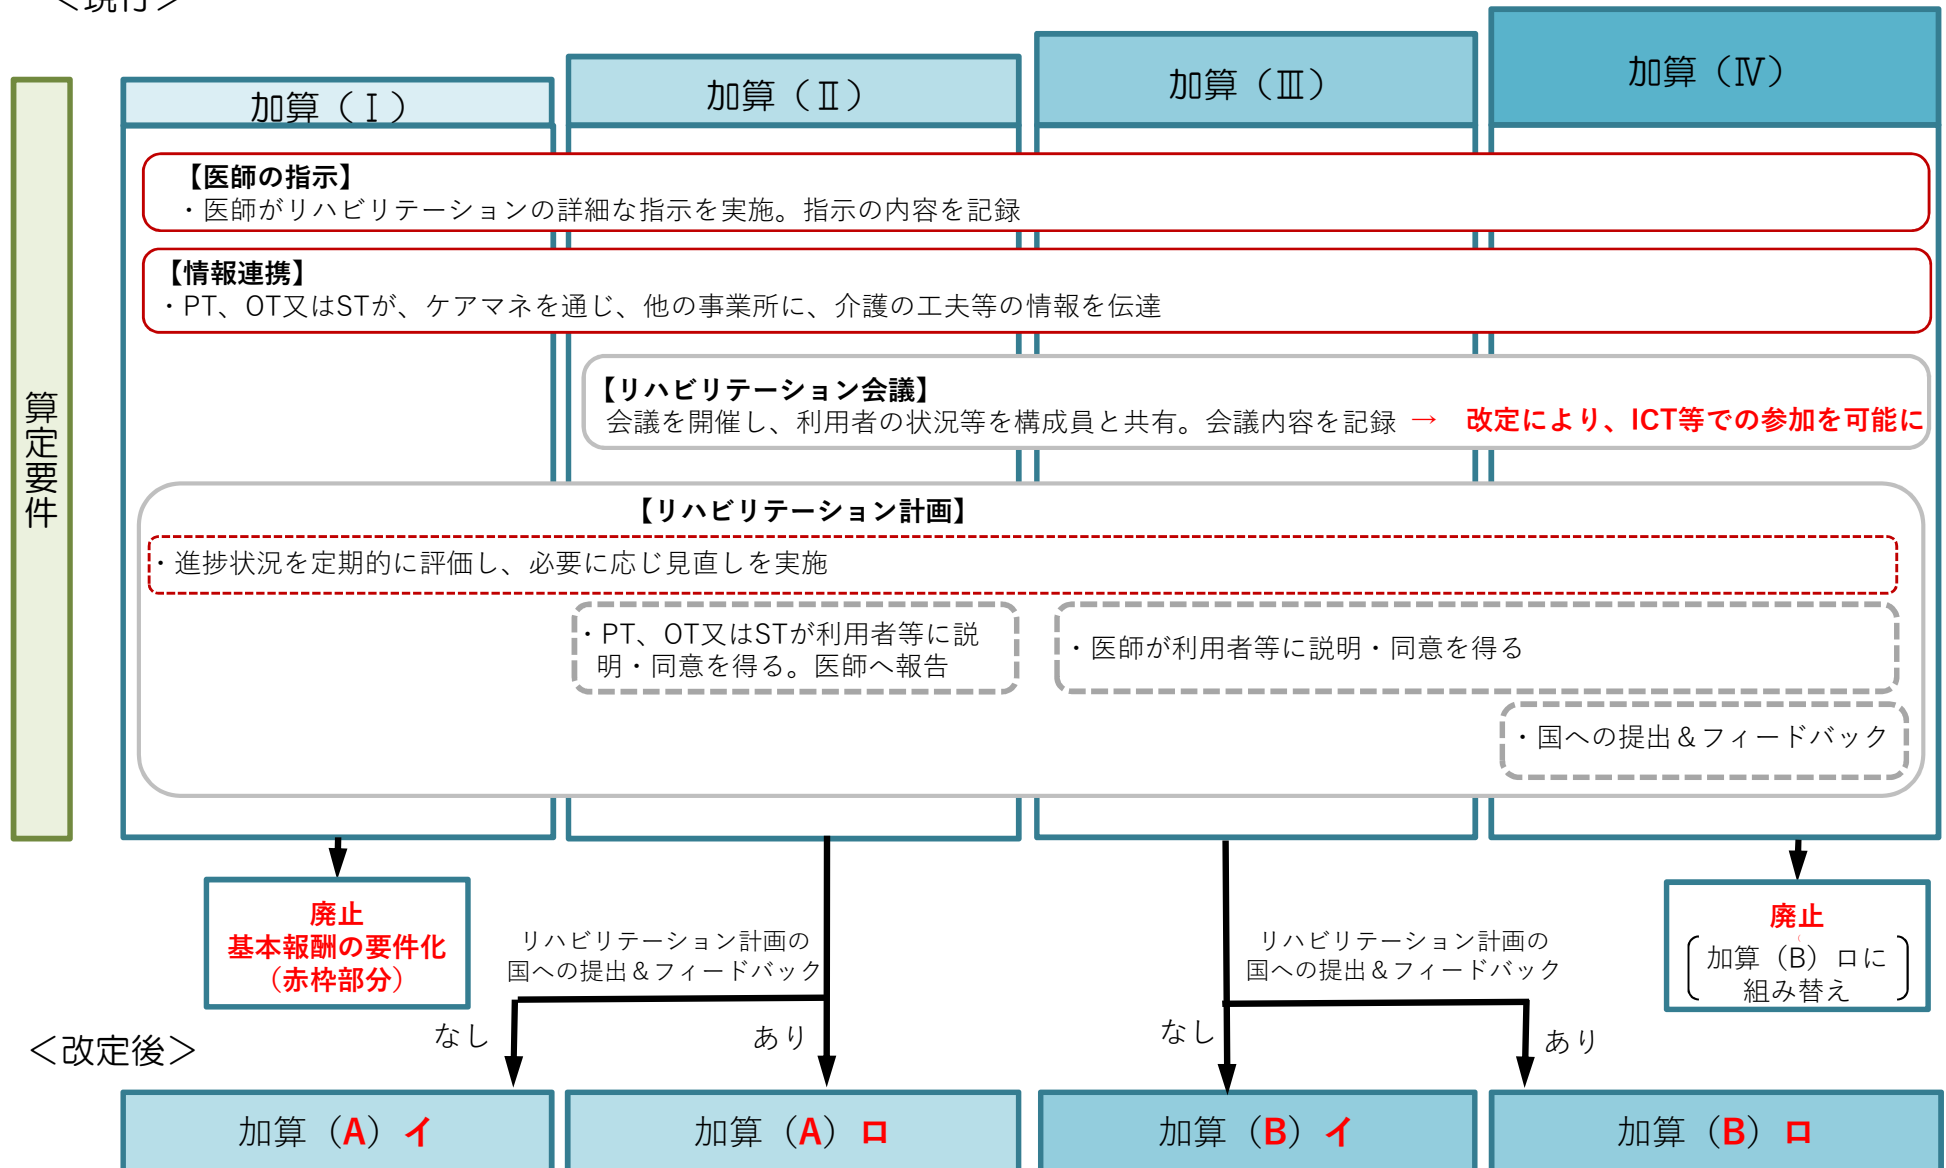 ＜現行＞
加算（Ⅰ）
加算（Ⅱ）
加算（Ⅲ）
加算（Ⅳ）
算定要件
【医師の指示】
・医師がリハビリテーションの詳細な指示を実施。指示の内容を記録
【情報連携】
・PT、OT又はSTが、ケアマネを通じ、他の事業所に、介護の工夫等の情報を伝達
【リハビリテーション会議】
会議を開催し、利用者の状況等を構成員と共有。会議内容を記録 → 改定により、ICT等での参加を可能に
【リハビリテーション計画】
・進捗状況を定期的に評価し、必要に応じ見直しを実施
・PT、OT又はSTが利用者等に説
明・同意を得る。医師へ報告
・医師が利用者等に説明・同意を得る
・国への提出＆フィードバック
廃止
基本報酬の要件化
（赤枠部分）
リハビリテーション計画の
国への提出＆フィードバック
なし
あり
リハビリテーション計画の
国への提出＆フィードバック
なし
あり
廃止
加算（B）ロに
組み替え
＜改定後＞
加算（A）イ
加算（A）ロ
加算（B）イ
加算（B）ロ